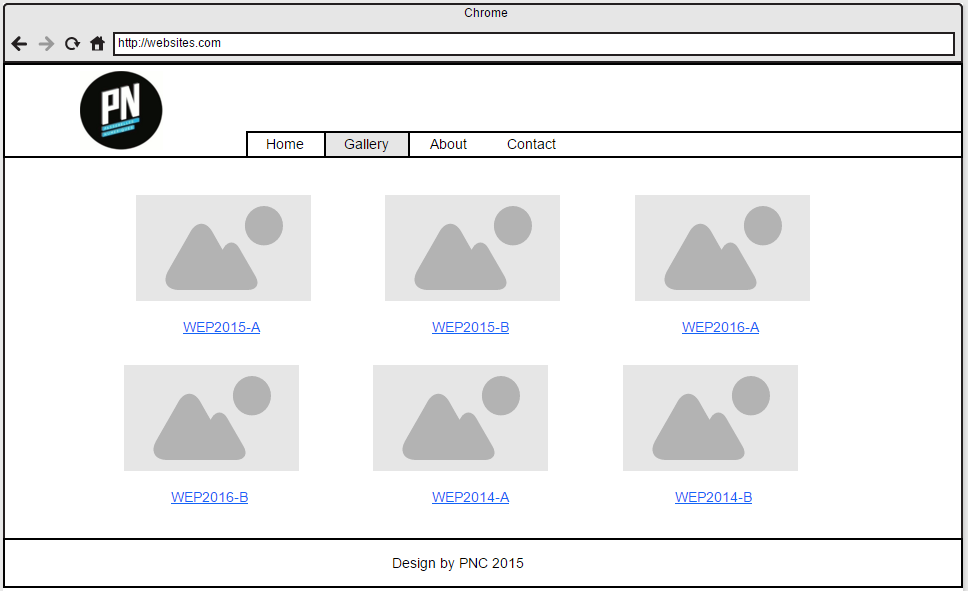 Chrome
http://websites.com
PN
Home Gallery About Contact
WEP2015-A WEP2015-B WEP2016-A
WEP2016-B WEP2014-A WEP2014-B
Design by PNC 2015